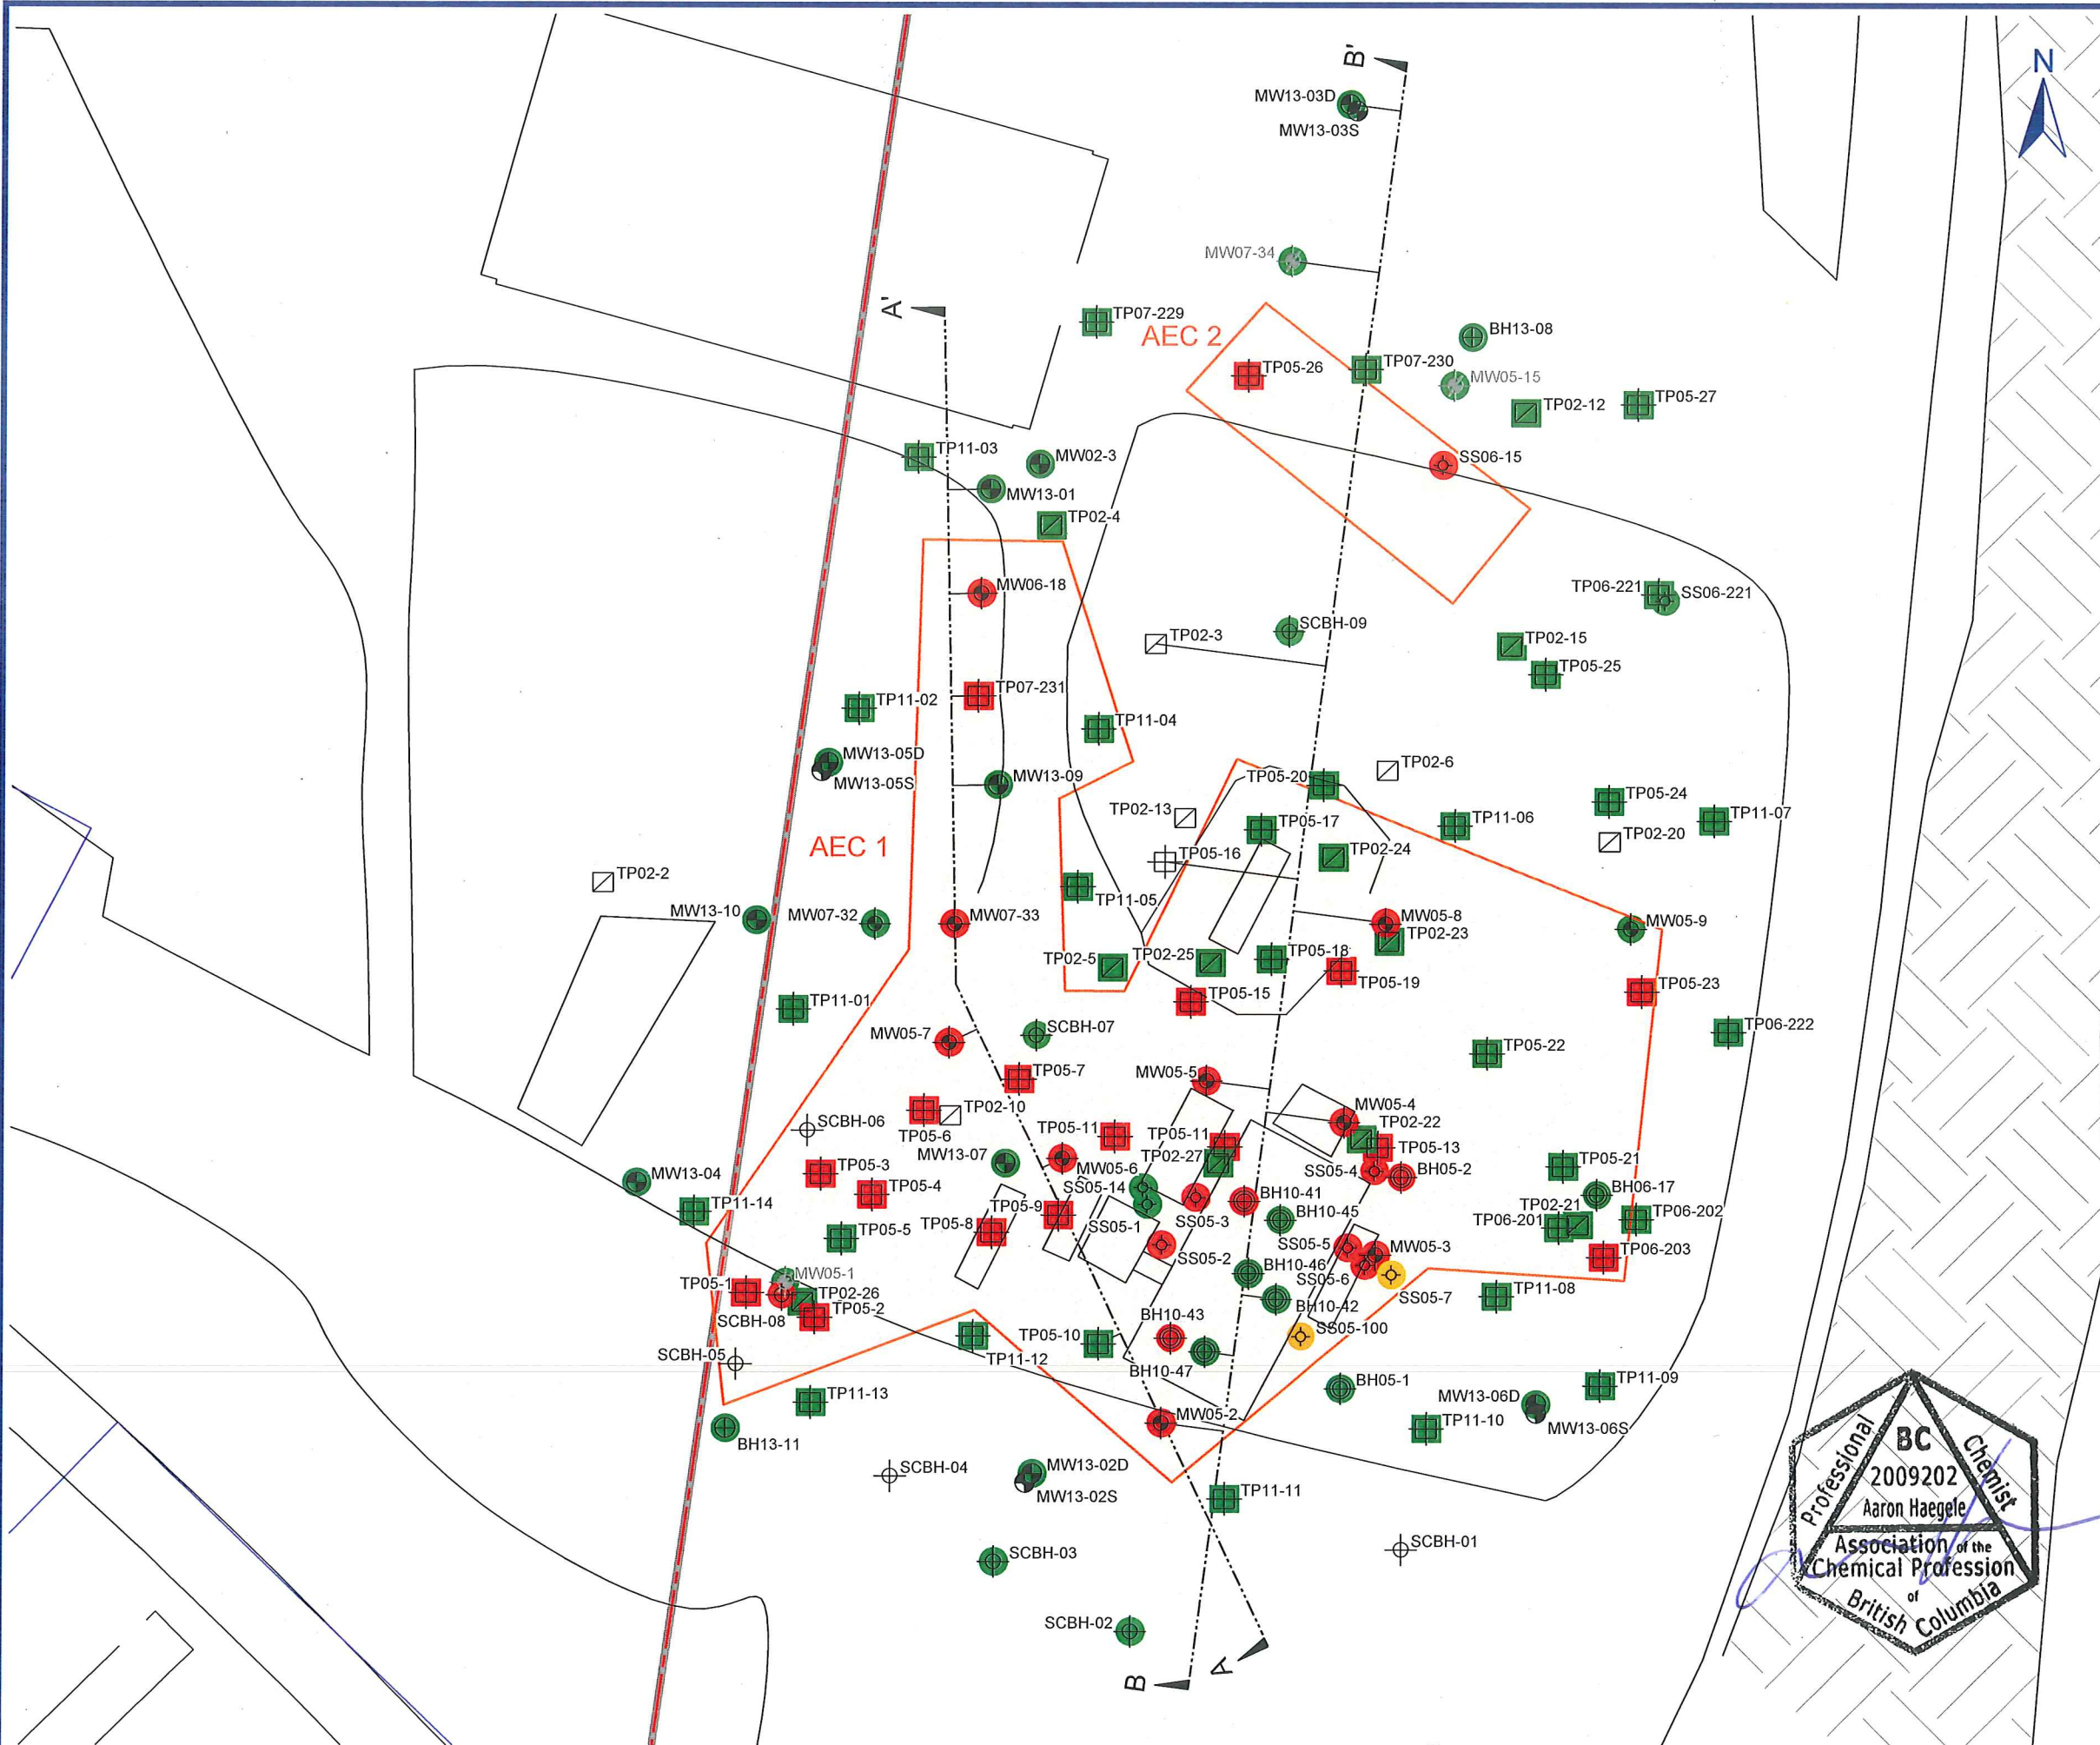 N
B'
MW13-03D
MW13-03S
MW07-34
A'
TP07-229
AEC 2
BH13-08
TP05-26
TP07-230
MW05-15
TP02-12
TP05-27
TP11-03
MW02-3
SS06-15
MW13-01
TP02-4
MW06-18
TP06-221
SS06-221
SCBH-09
TP02-3
TP02-15
TP05-25
TP07-231
TP11-02
TP11-04
MW13-05D
MW13-05S
MW13-09
TP05-20
TP02-6
TP02-13
TP05-24
TP11-07
TP05-17
TP11-06
TP02-20
AEC 1
TP05-16
TP02-24
TP02-2
TP11-05
MW13-10
MW07-32
MW07-33
MW05-8
MW05-9
TP02-23
TP02-5
TP02-25
TP05-18
TP05-19
TP05-15
TP05-23
TP11-01
SCBH-07
TP06-222
MW05-7
TP05-22
TP05-7
MW05-5
TP02-10
TP05-6
SCBH-06
MW05-4
TP02-22
TP05-11
TP05-11
TP05-13
MW13-07
TP02-27
MW05-6
SS05-4
BH05-2
TP05-21
TP05-3
MW13-04
TP05-4
SS05-14
BH10-41
BH06-17
TP11-14
TP05-9
SS05-1
SS05-3
BH10-45
TP02-21
TP06-201
TP06-202
TP05-5
TP05-8
SS05-2
SS05-5
MW05-3
TP06-203
BH10-46
SS05-6
SS05-7
MW05-1
TP05-1
TP02-26
TP05-2
SCBH-08
TP11-08
BH10-42
BH10-43
SS05-100
TP05-10
SCBH-05
TP11-12
BH10-47
TP11-13
BH05-1
TP11-09
MW13-06D
MW05-2
TP11-10
MW13-06S
BH13-11
SCBH-04
MW13-02D
MW13-02S
TP11-11
SCBH-01
SCBH-03
SCBH-02
B
A
Professional
Chemist
BC
2009202
Aaron Haegele
Association of the
Chemical Profession
of
British Columbia